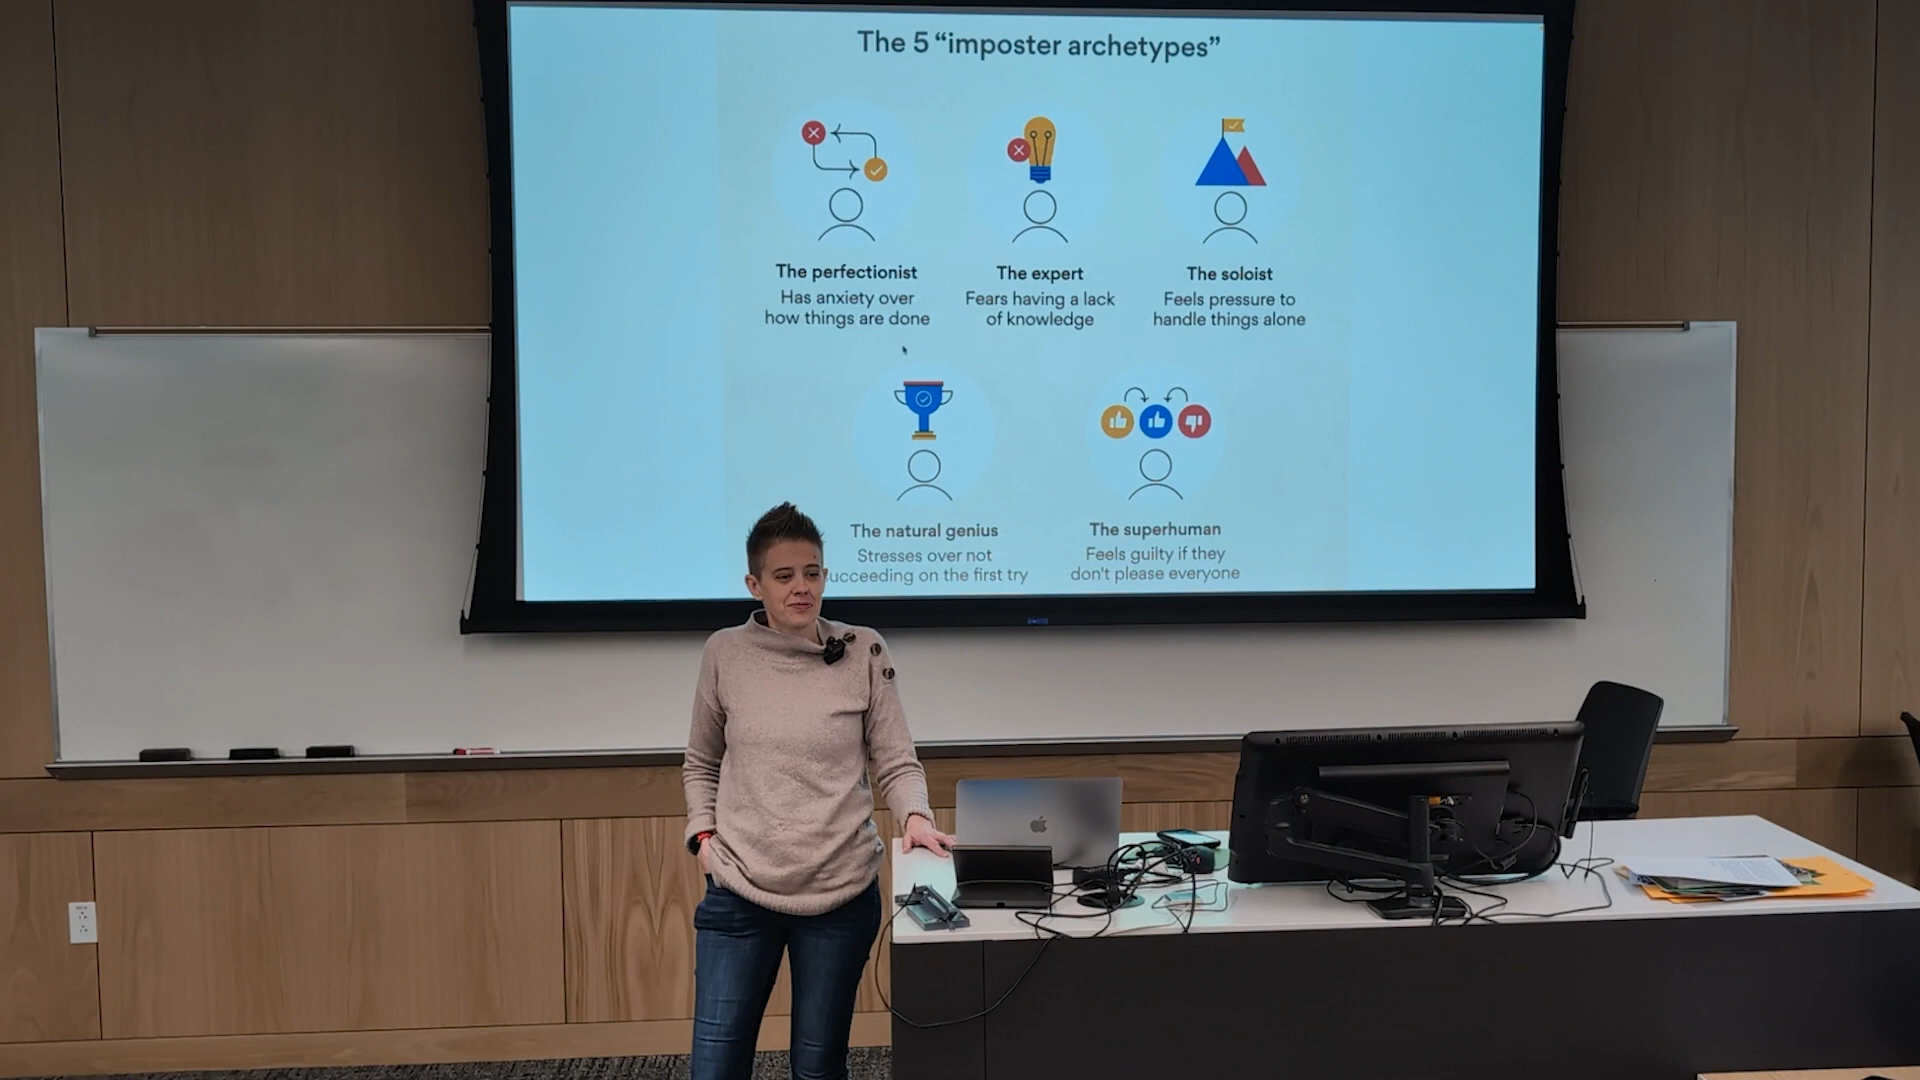 The 5 “imposter archetypes”
The perfectionist
Has anxiety over
how things are done
The expert
Fears having a lack
of knowledge
The soloist
Feels pressure to
handle things alone
The natural genius
Stresses over not
ucceeding on the first try
The superhuman
Feels guilty if they
don't please everyone